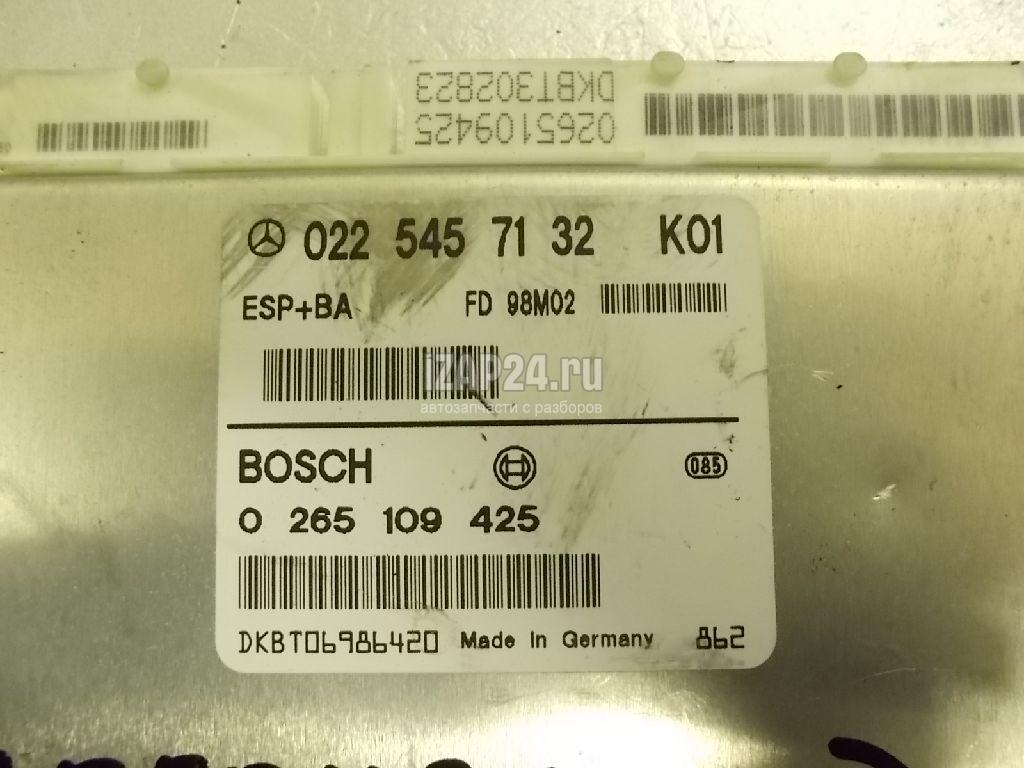 DKBT302823
0265109425
022 545 71 32 K01
ESP+BA FD 98M02
iZAP24.ru
автозапчасти с разборов
BOSCH 085
0 265 109 425
DKBT06986420 Made In Germany 862